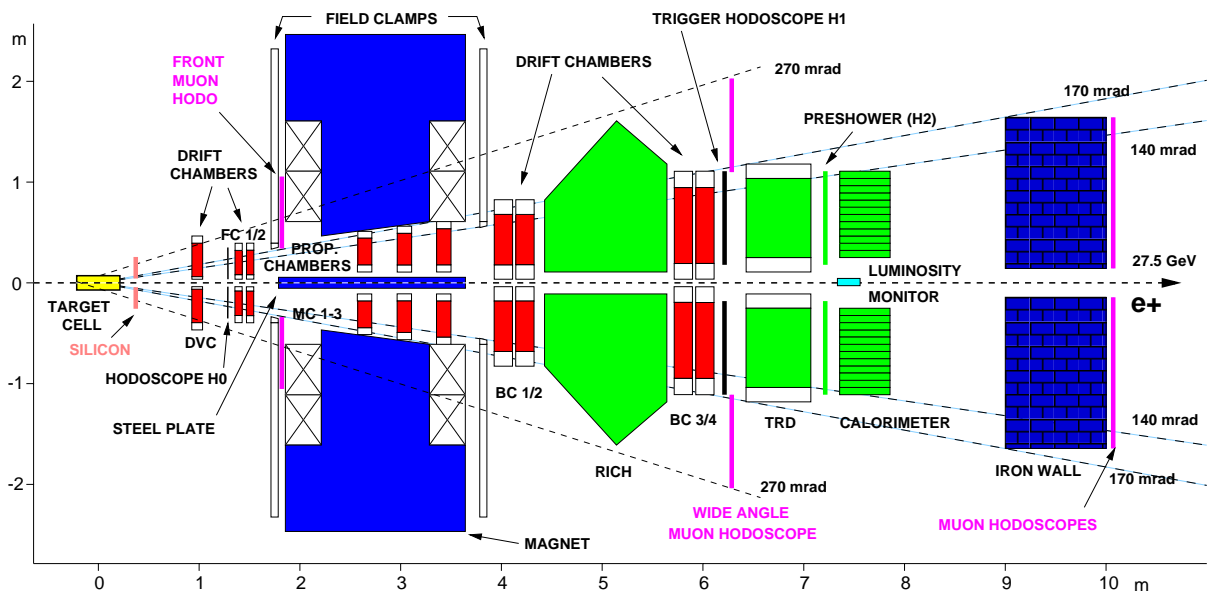 m
2
1
0
-1
-2
FIELD CLAMPS
TRIGGER HODOSCOPE H1
FRONT
MUON
HODO
DRIFT CHAMBERS
270 mrad
170 mrad
PRESHOWER (H2)
140 mrad
DRIFT
CHAMBERS
FC 1/2
PROP.
CHAMBERS
27.5 GeV
LUMINOSITY
MONITOR
e+
TARGET
CELL
MC 1-3
SILICON
DVC
HODOSCOPE H0
STEEL PLATE
BC 1/2
BC 3/4
TRD
CALORIMETER
140 mrad
RICH
IRON WALL
170 mrad
270 mrad
WIDE ANGLE
MUON HODOSCOPE
MUON HODOSCOPES
MAGNET
0
1
2
3
4
5
6
7
8
9
10
m